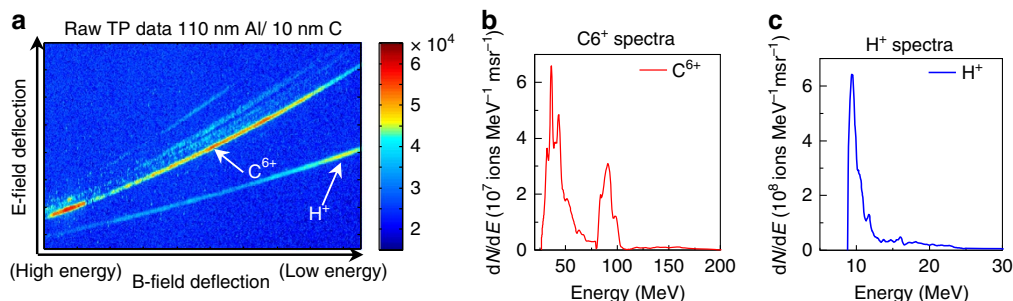 a
Raw TP data 110 nm Al/ 10 nm C
× 10⁴
E-field deflection
C⁶⁺
H⁺
6
5
4
3
2
(High energy)
B-field deflection
(Low energy)
b
C6⁺ spectra
C⁶⁺
dN/dE (10⁷ ions MeV⁻¹ msr⁻¹)
6
4
2
0
50
100
150
200
Energy (MeV)
c
H⁺ spectra
H⁺
dN/dE (10⁸ ions MeV⁻¹msr⁻¹)
6
4
2
0
10
20
30
Energy (MeV)